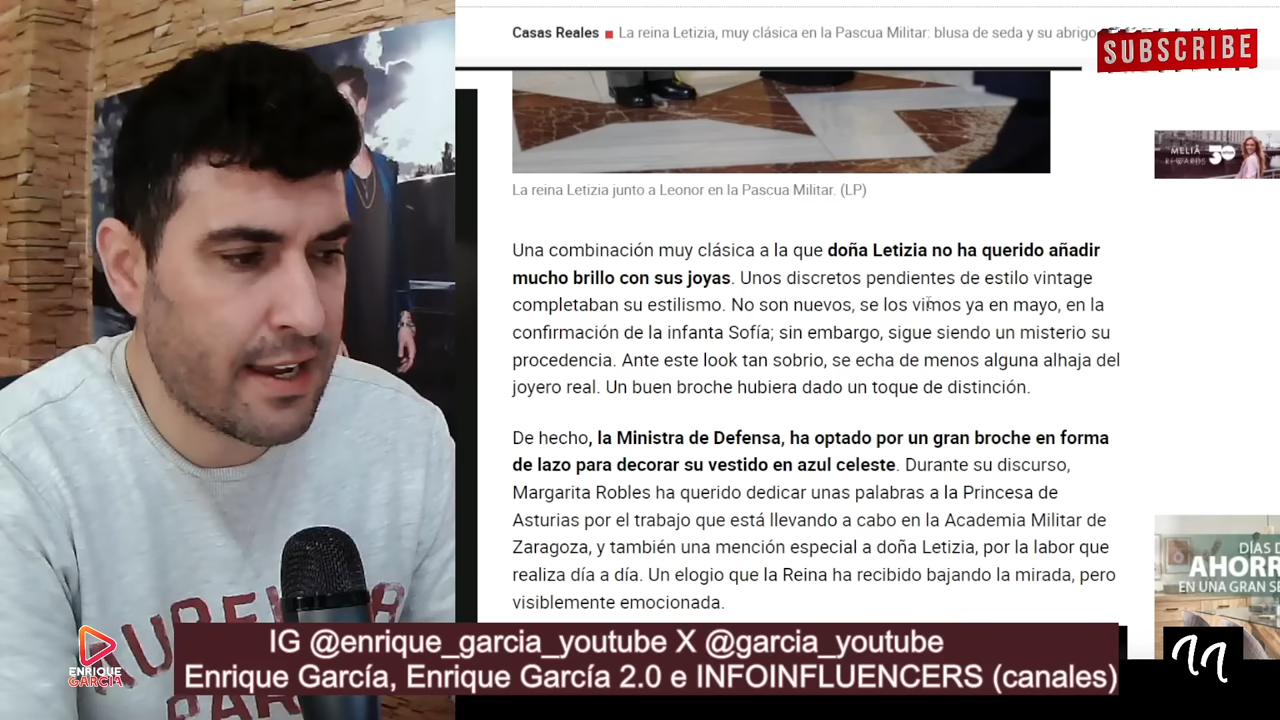 Casas Reales ■ La reina Letizia, muy clásica en la Pascua Militar: blusa de seda y su abrigo
SUBSCRIBE
MELIÁ
REWARDS 30
La reina Letizia junto a Leonor en la Pascua Militar. (LP)
Una combinación muy clásica a la que doña Letizia no ha querido añadir
mucho brillo con sus joyas. Unos discretos pendientes de estilo vintage
completaban su estilismo. No son nuevos, se los vimos ya en mayo, en la
confirmación de la infanta Sofía; sin embargo, sigue siendo un misterio su
procedencia. Ante este look tan sobrio, se echa de menos alguna alhaja del
joyero real. Un buen broche hubiera dado un toque de distinción.
De hecho, la Ministra de Defensa, ha optado por un gran broche en forma
de lazo para decorar su vestido en azul celeste. Durante su discurso,
Margarita Robles ha querido dedicar unas palabras a la Princesa de
Asturias por el trabajo que está llevando a cabo en la Academia Militar de
Zaragoza, y también una mención especial a doña Letizia, por la labor que
realiza día a día. Un elogio que la Reina ha recibido bajando la mirada, pero
visiblemente emocionada.
DÍAS D
AHORR
EN UNA GRAN SE
IG @enrique_garcia_youtube X @garcia_youtube
Enrique García, Enrique García 2.0 e INFOINFLUENCERS (canales)
ENRIQUE
GARCÍA